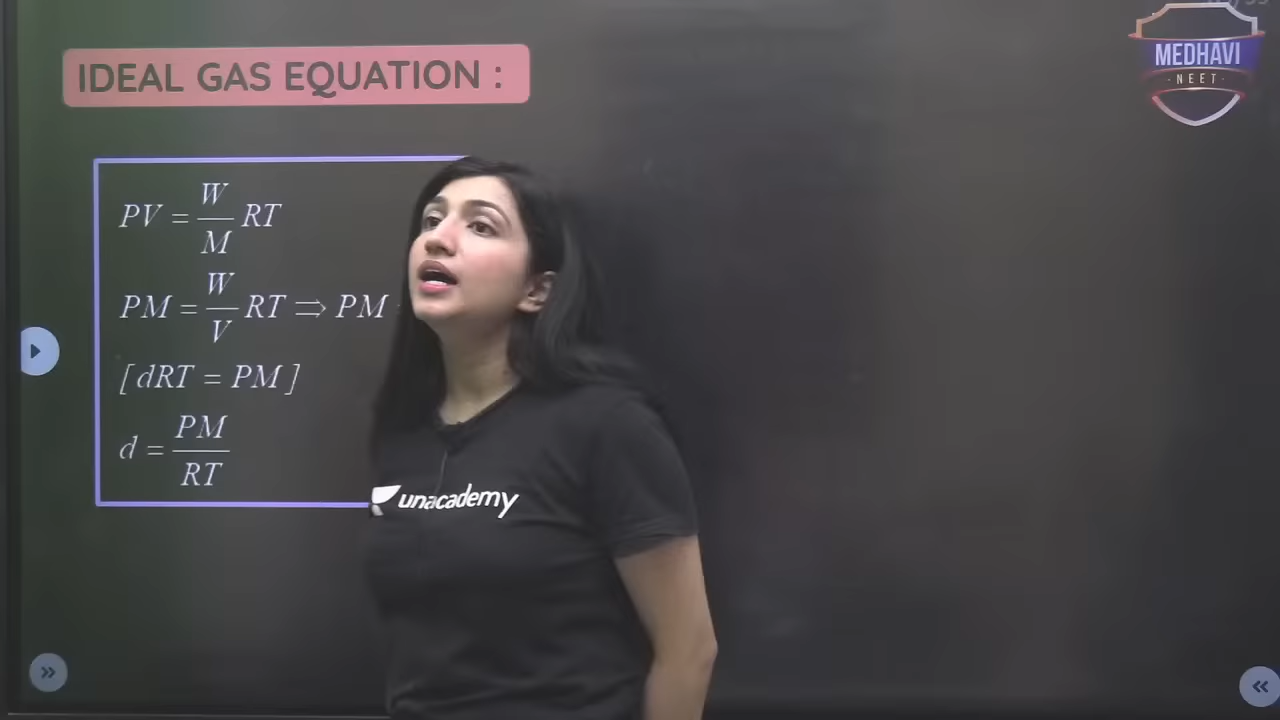 IDEAL GAS EQUATION :
MEDHAVI
NEET
PV = W/M RT
PM = W/V RT ⇒ PM
[dRT = PM]
d = PM/RT
unacademy